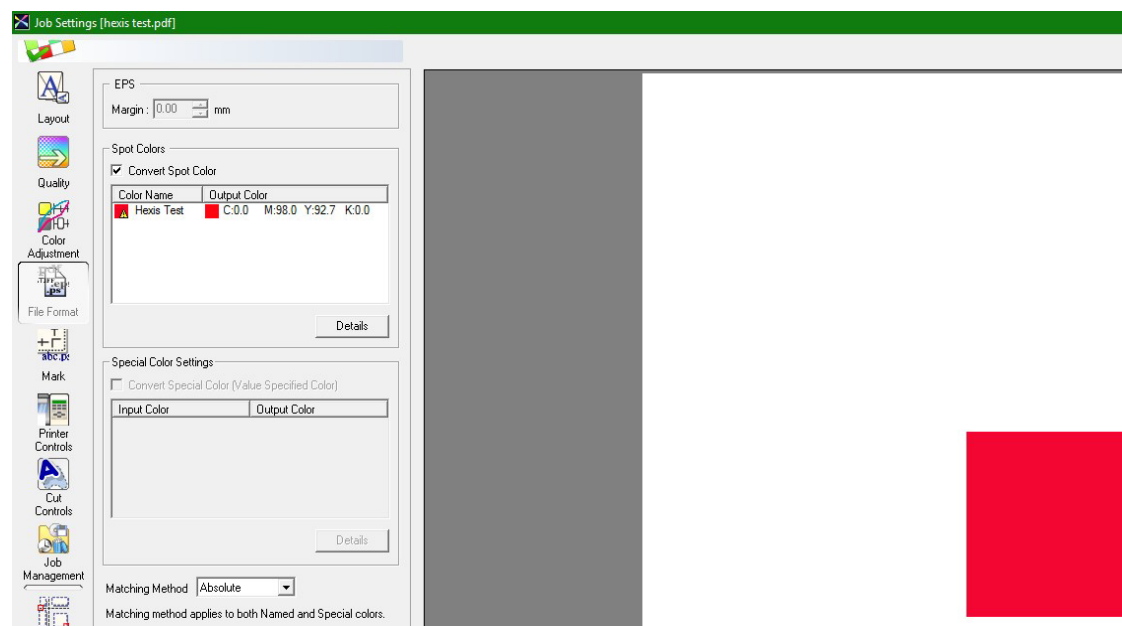 Job Settings [hexis test.pdf]
Layout
Quality
Color
Adjustment
File Format
Mark
Printer
Controls
Cut
Controls
Job
Management
EPS
Margin : 0.00 mm
Spot Colors
Convert Spot Color
Color Name Output Color
Hexis Test C:0.0 M:98.0 Y:92.7 K:0.0
Details
Special Color Settings
Convert Special Color (Value Specified Color)
Input Color Output Color
Details
Matching Method Absolute
Matching method applies to both Named and Special colors.